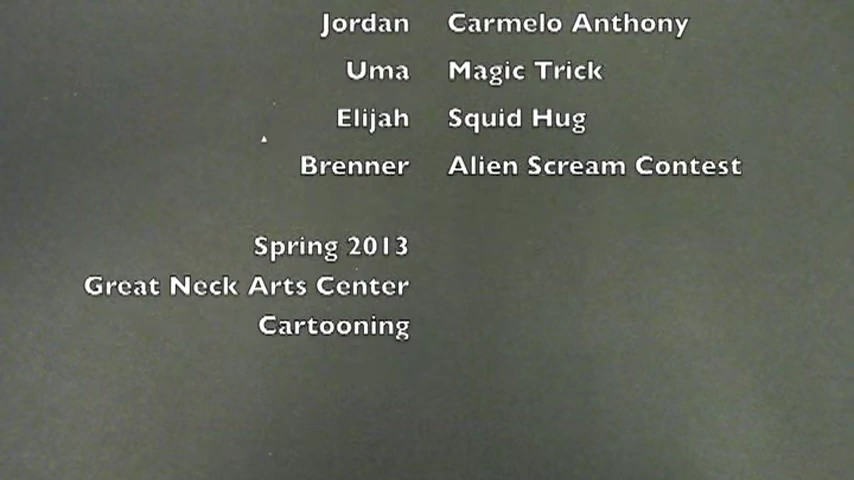 Jordan Carmelo Anthony
Uma Magic Trick
Elijah Squid Hug
Brenner Alien Scream Contest
Spring 2013
Great Neck Arts Center
Cartooning